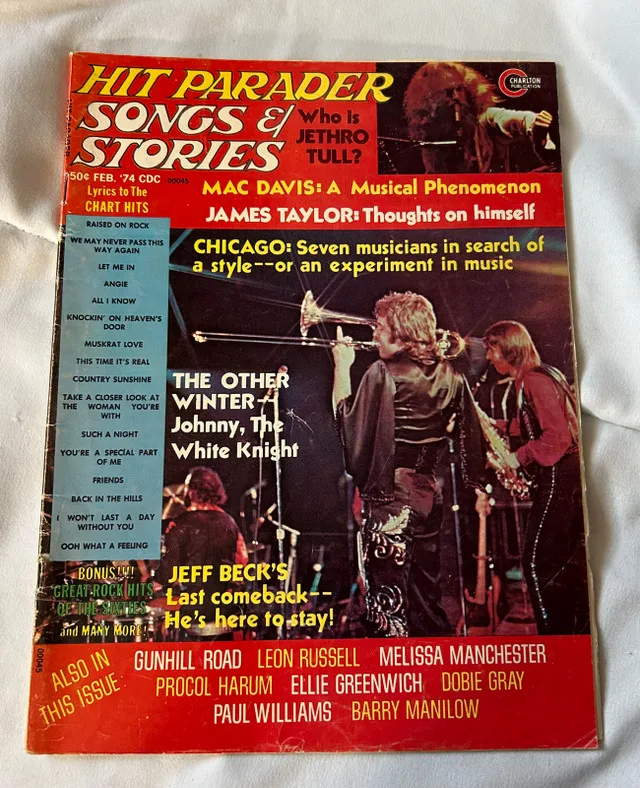 HIT PARADER
SONGS &
STORIES
Who is
JETHRO
TULL?
CHARLTON
PUBLICATION
50¢ FEB. '74 CDC
00045
Lyrics to The
CHART HITS
MAC DAVIS: A Musical Phenomenon
JAMES TAYLOR: Thoughts on himself
RAISED ON ROCK
WE MAY NEVER PASS THIS
WAY AGAIN
LET ME IN
ANGIE
ALL I KNOW
KNOCKIN' ON HEAVEN'S
DOOR
MUSKRAT LOVE
THIS TIME IT'S REAL
COUNTRY SUNSHINE
TAKE A CLOSER LOOK AT
THE WOMAN YOU'RE
WITH
SUCH A NIGHT
YOU'RE A SPECIAL PART
OF ME
FRIENDS
BACK IN THE HILLS
I WON'T LAST A DAY
WITHOUT YOU
OOH WHAT A FEELING
CHICAGO: Seven musicians in search of
a style--or an experiment in music
THE OTHER
WINTER--
Johnny, The
White Knight
BONUS!!!!
GREAT ROCK HITS
OF THE SIXTIES
and MANY MORE!
JEFF BECK'S
Last comeback--
He's here to stay!
00045
ALSO IN
THIS ISSUE
GUNHILL ROAD LEON RUSSELL MELISSA MANCHESTER
PROCOL HARUM ELLIE GREENWICH DOBIE GRAY
PAUL WILLIAMS BARRY MANILOW